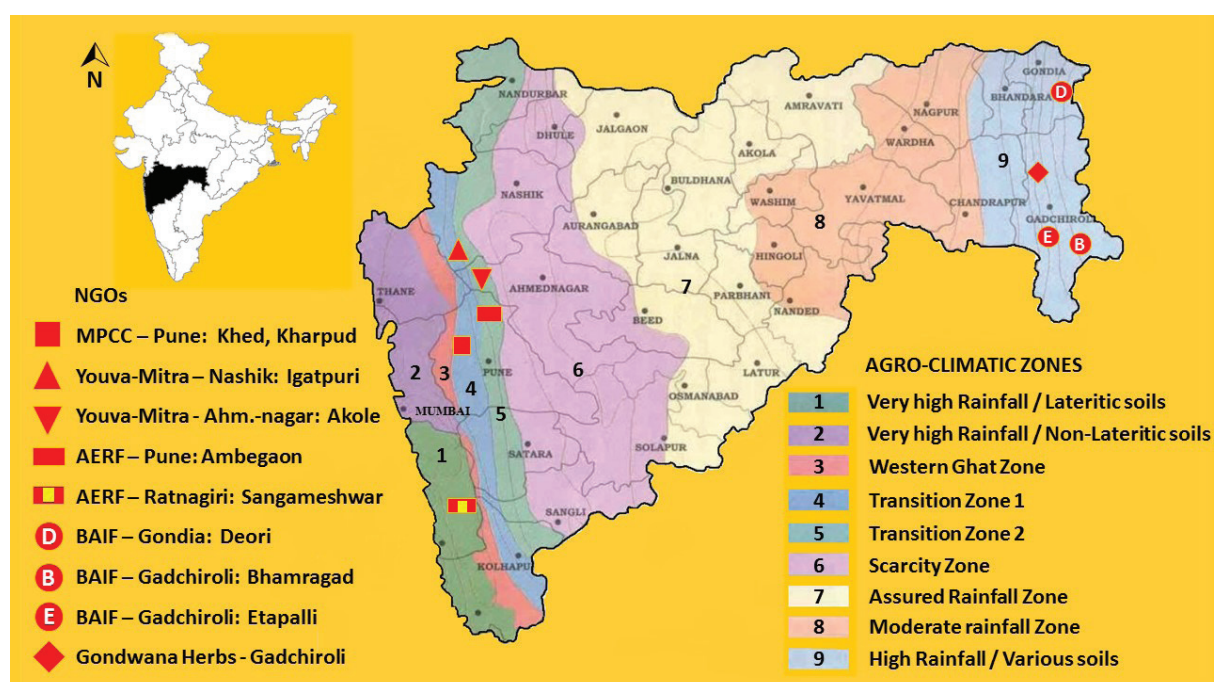 N
NGOs
MPCC – Pune: Khed, Kharpud
Youva-Mitra – Nashik: Igatpuri
Youva-Mitra - Ahm.-nagar: Akole
AERF – Pune: Ambegaon
AERF – Ratnagiri: Sangameshwar
D BAIF – Gondia: Deori
B BAIF – Gadchiroli: Bhamragad
E BAIF – Gadchiroli: Etapalli
Gondwana Herbs - Gadchiroli
NANDURBAR
DHULE
JALGAON
AMRAVATI
NAGPUR
BHANDARA
GONDIA
D
WARDHA
AKOLA
NASHIK
BULDHANA
WASHIM
YAVATMAL
CHANDRAPUR
9
GADCHIROLI
E
B
AURANGABAD
8
JALNA
HINGOLI
THANE
AHMEDNAGAR
7
PARBHANI
BEED
NANDED
2
3
4
PUNE
6
LATUR
MUMBAI
5
OSMANABAD
1
SATARA
SOLAPUR
SANGLI
KOLHAPU
AGRO-CLIMATIC ZONES
1 Very high Rainfall / Lateritic soils
2 Very high Rainfall / Non-Lateritic soils
3 Western Ghat Zone
4 Transition Zone 1
5 Transition Zone 2
6 Scarcity Zone
7 Assured Rainfall Zone
8 Moderate rainfall Zone
9 High Rainfall / Various soils